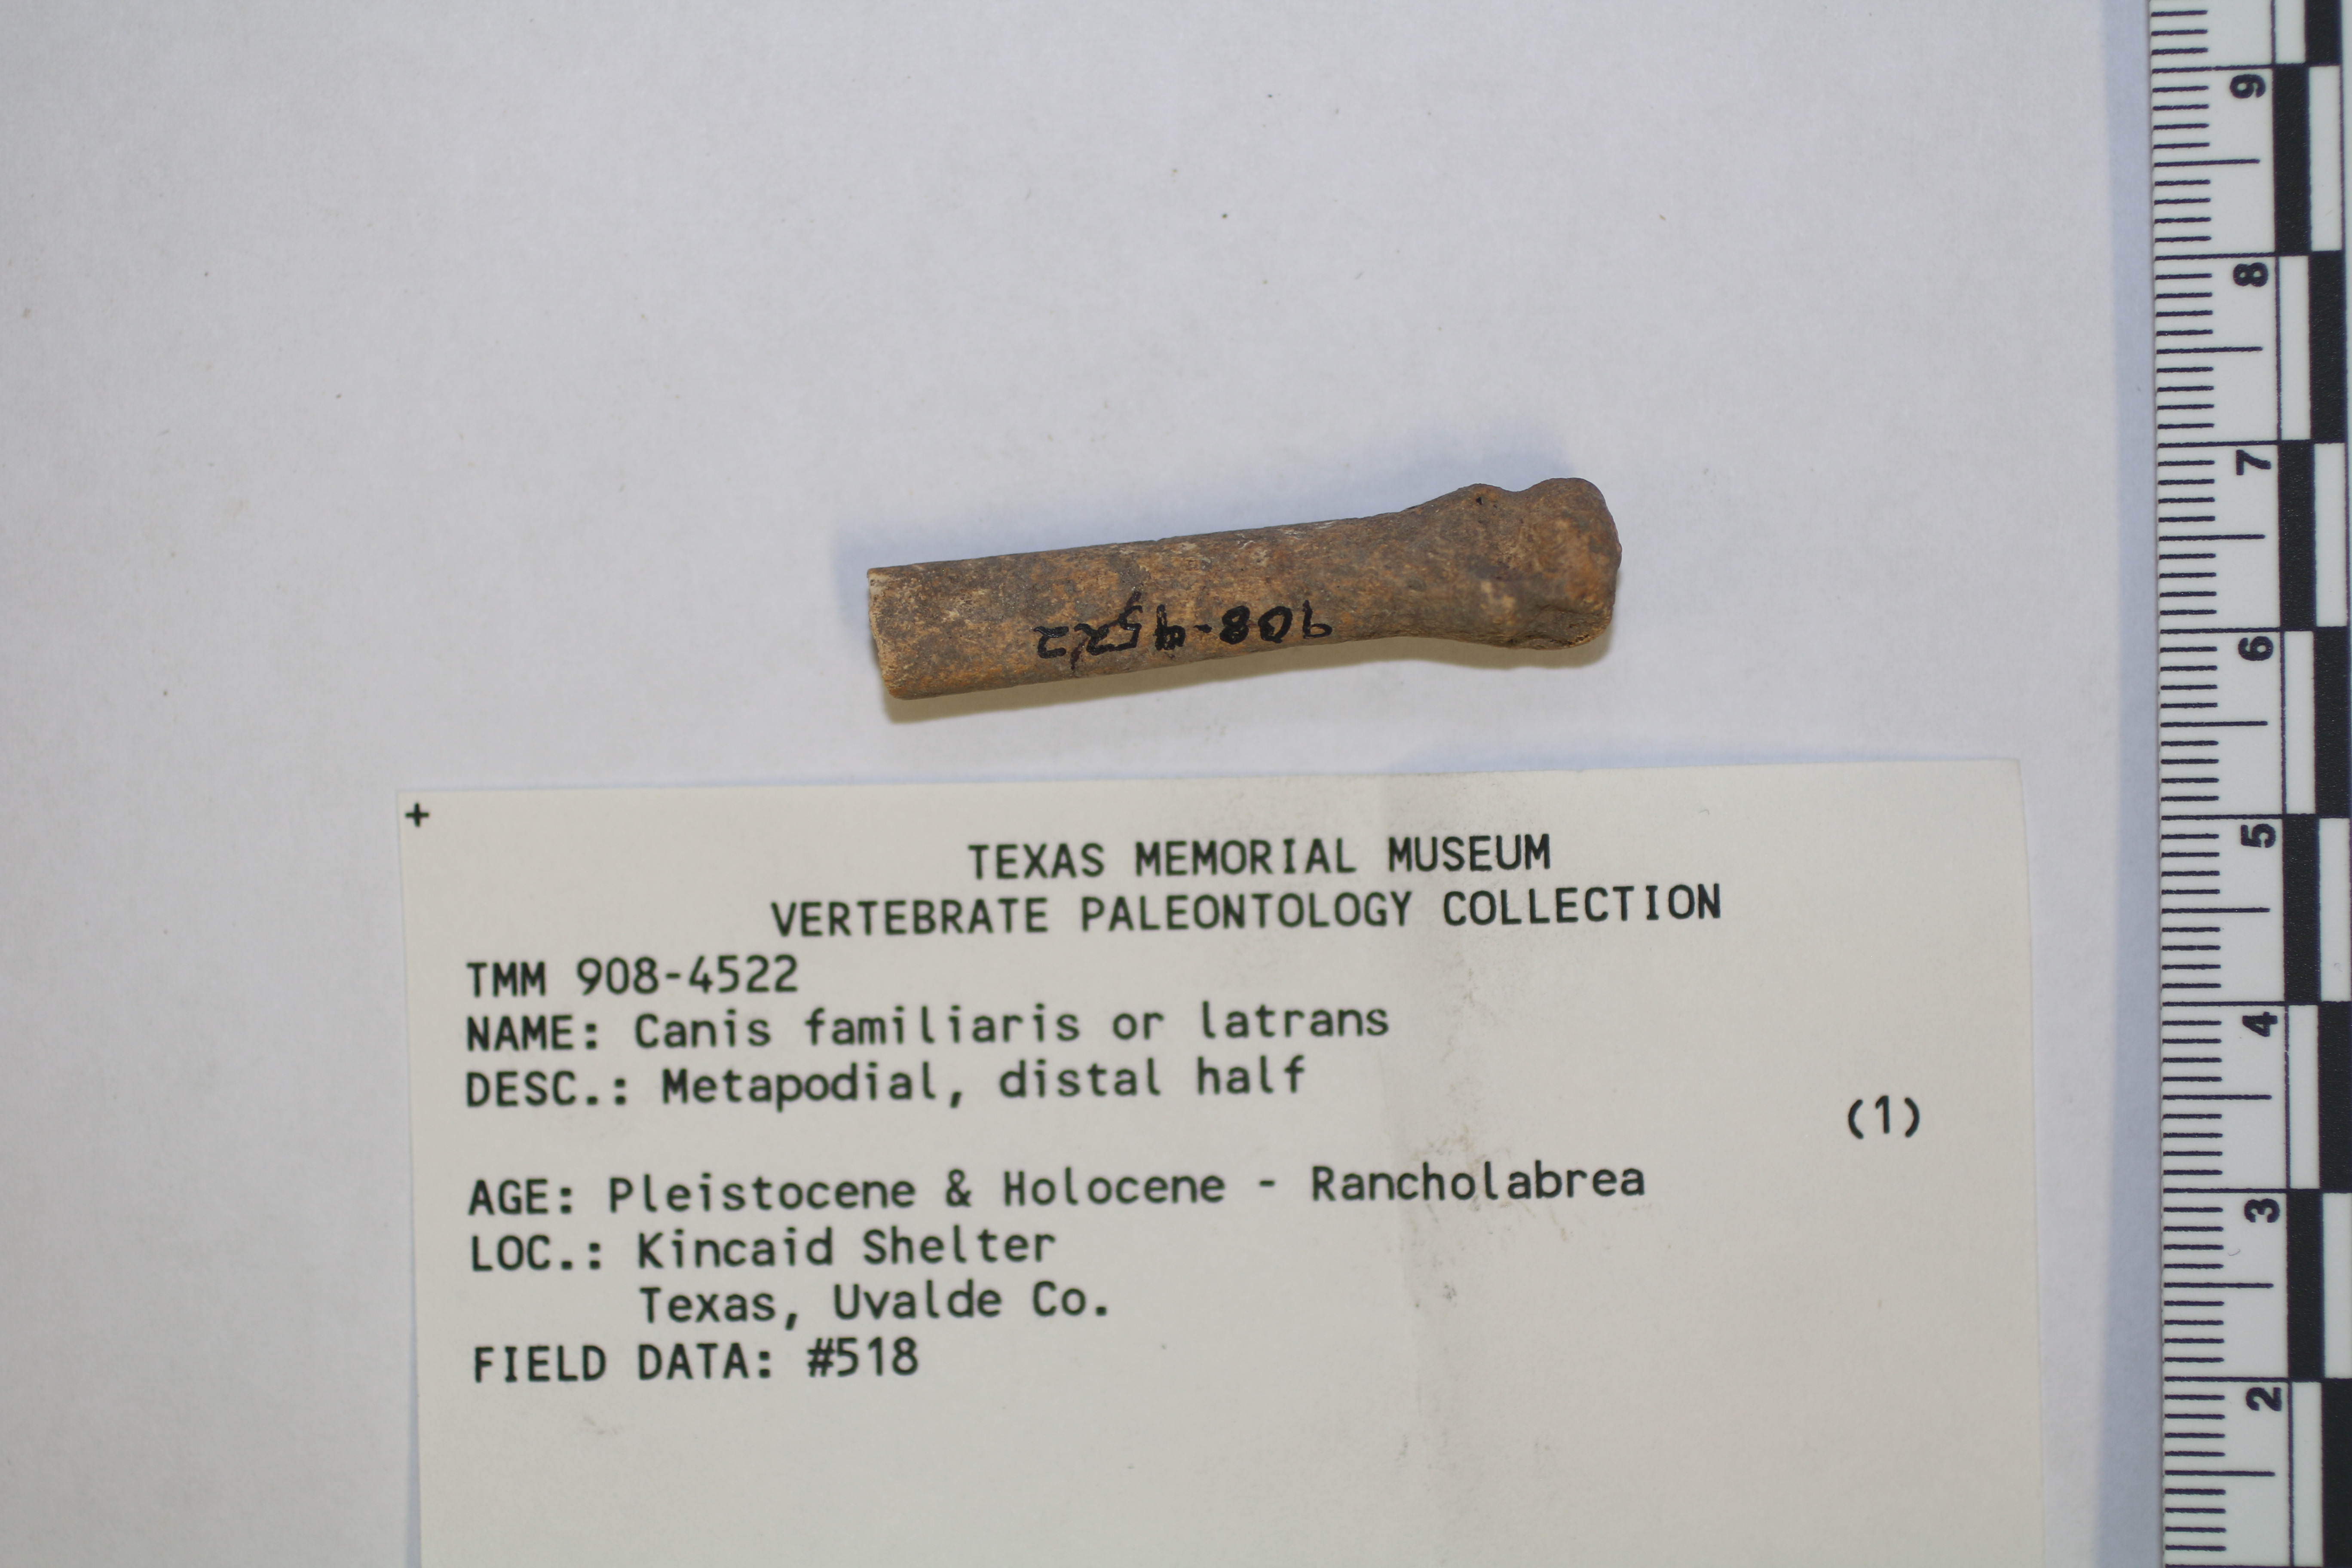 908-4522
+
TEXAS MEMORIAL MUSEUM
VERTEBRATE PALEONTOLOGY COLLECTION
TMM 908-4522
NAME: Canis familiaris or latrans
DESC.: Metapodial, distal half
(1)
AGE: Pleistocene & Holocene - Rancholabrea
LOC.: Kincaid Shelter
Texas, Uvalde Co.
FIELD DATA: #518
9
8
7
6
5
4
3
2